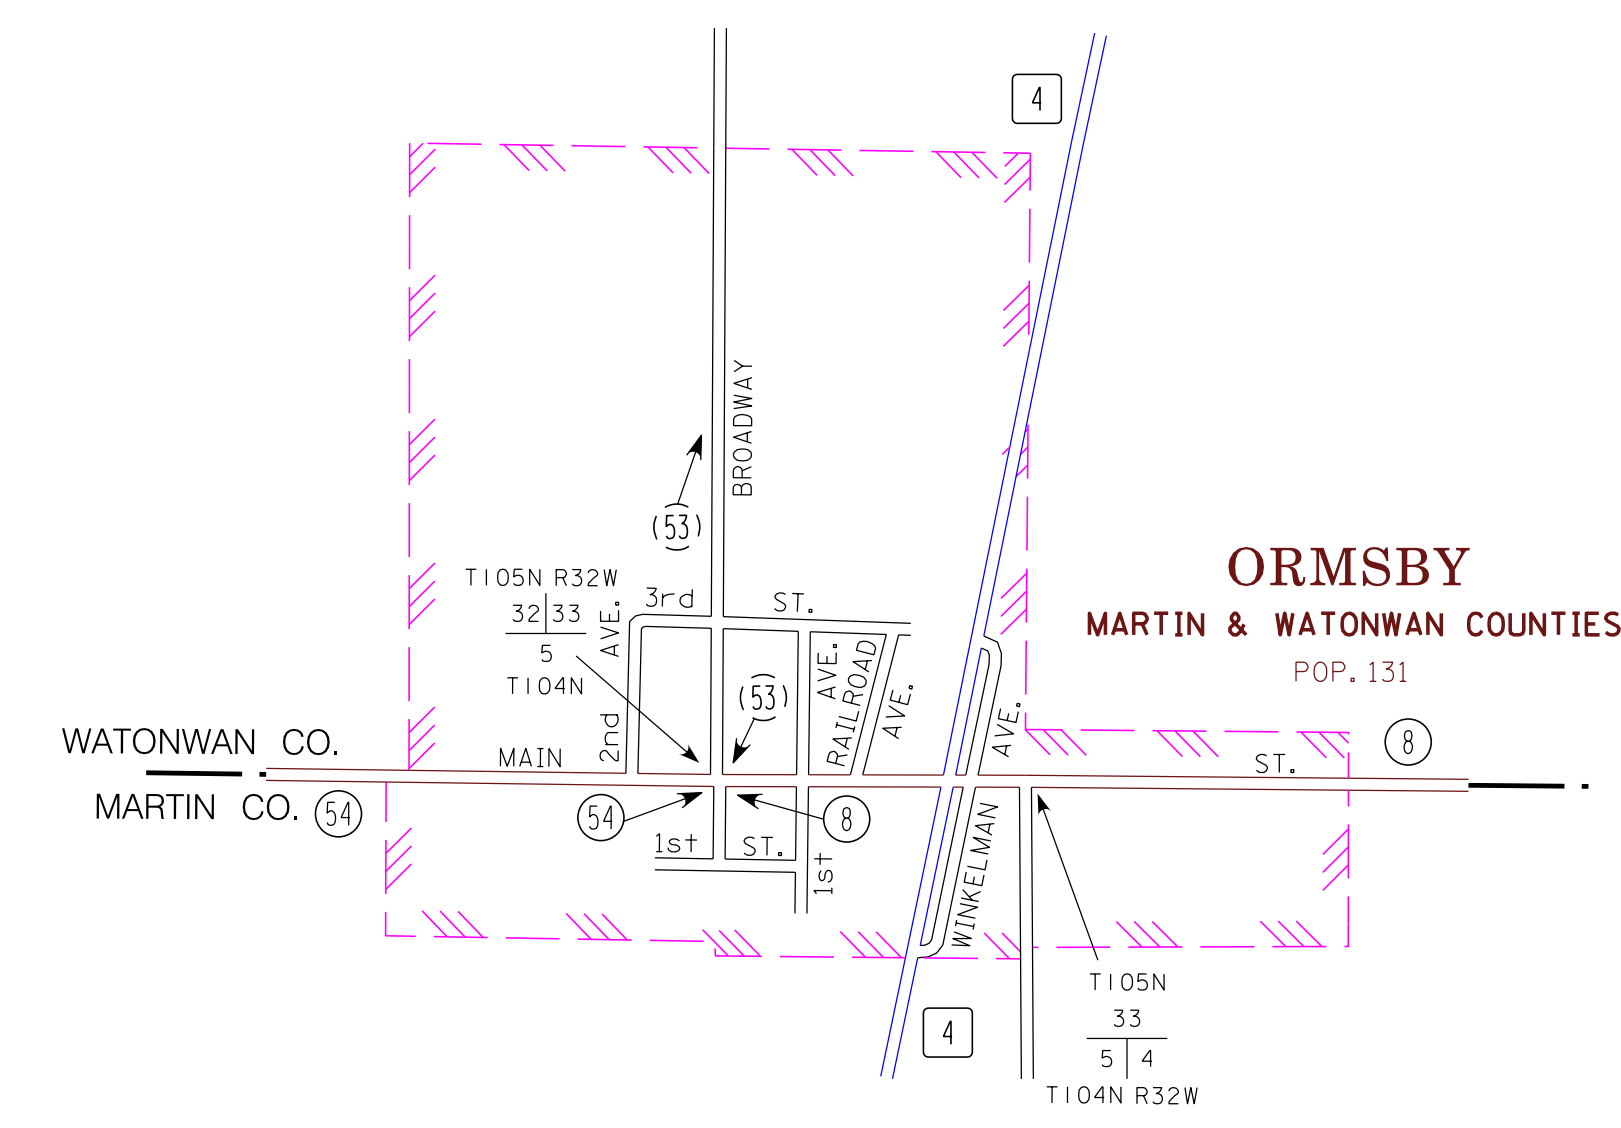 4
BROADWAY
(53)
ORMSBY
MARTIN & WATONWAN COUNTIES
POP. 131
T105N R32W
32 33
5
T104N
3rd ST.
2nd AVE.
(53)
1st AVE.
RAILROAD AVE.
WINKELMAN AVE.
WATONWAN CO.
MAIN ST.
8
MARTIN CO.
54
54
8
1st ST.
4
T105N
33
5 4
T104N R32W